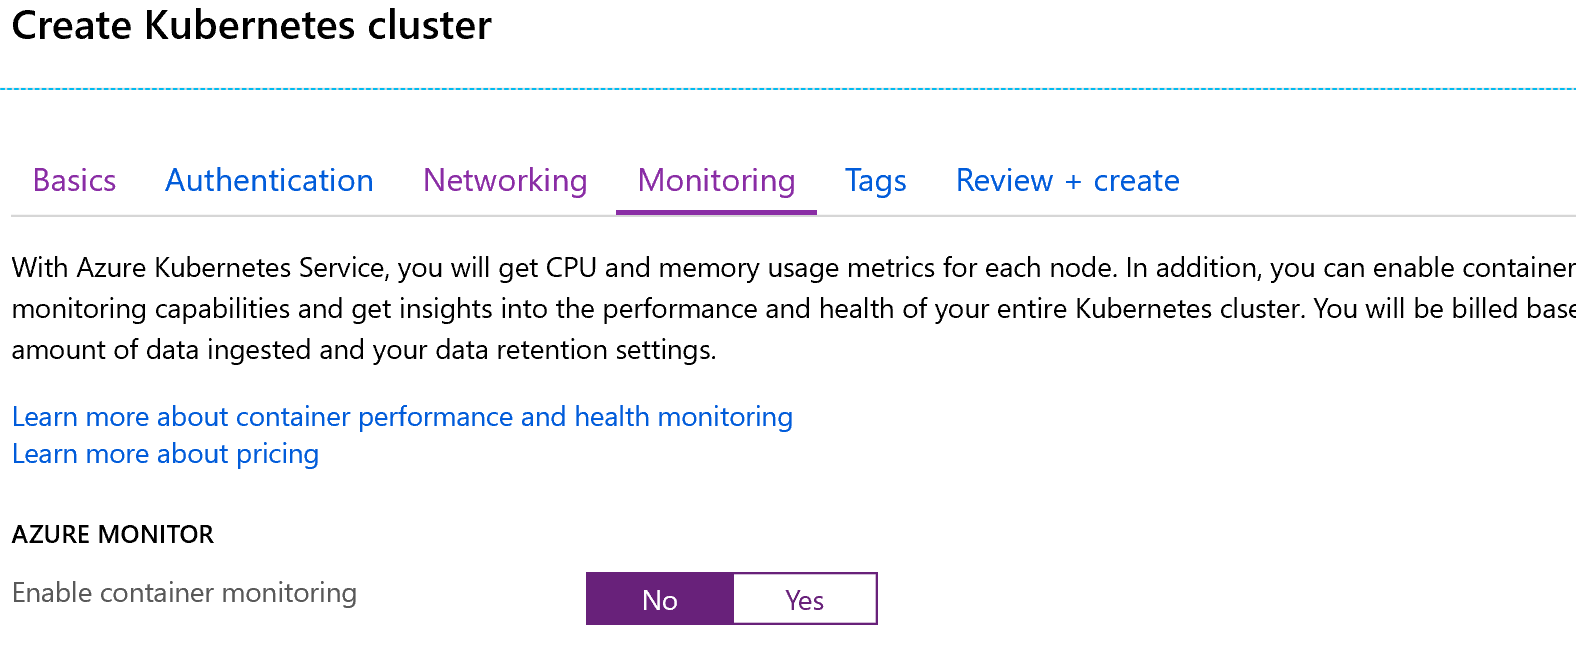 Create Kubernetes cluster
Basics Authentication Networking Monitoring Tags Review + create
With Azure Kubernetes Service, you will get CPU and memory usage metrics for each node. In addition, you can enable container
monitoring capabilities and get insights into the performance and health of your entire Kubernetes cluster. You will be billed base
amount of data ingested and your data retention settings.
Learn more about container performance and health monitoring
Learn more about pricing
AZURE MONITOR
Enable container monitoring No Yes